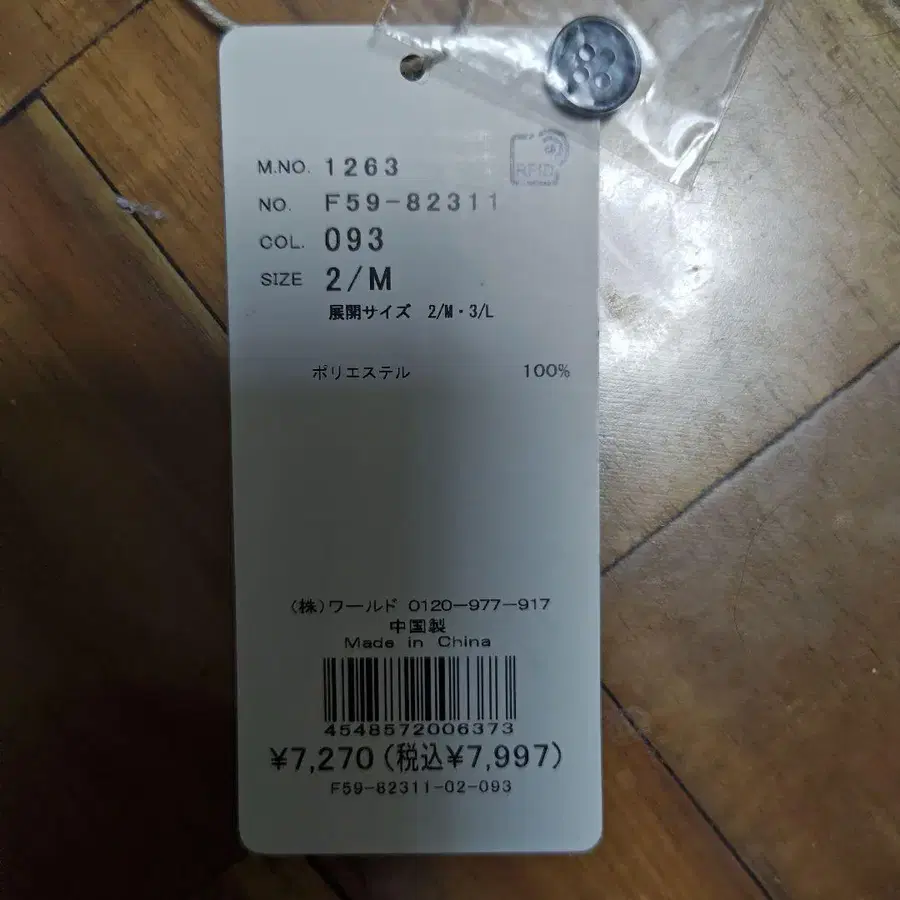 RFID
M.NO. 1263
NO. F59-82311
COL. 093
SIZE 2/M
展開サイズ 2/M・3/L
ポリエステル 100%
(株)ワールド 0120-977-917
中国製
Made in China
4548572006373
¥7,270(税込¥7,997)
F59-82311-02-093